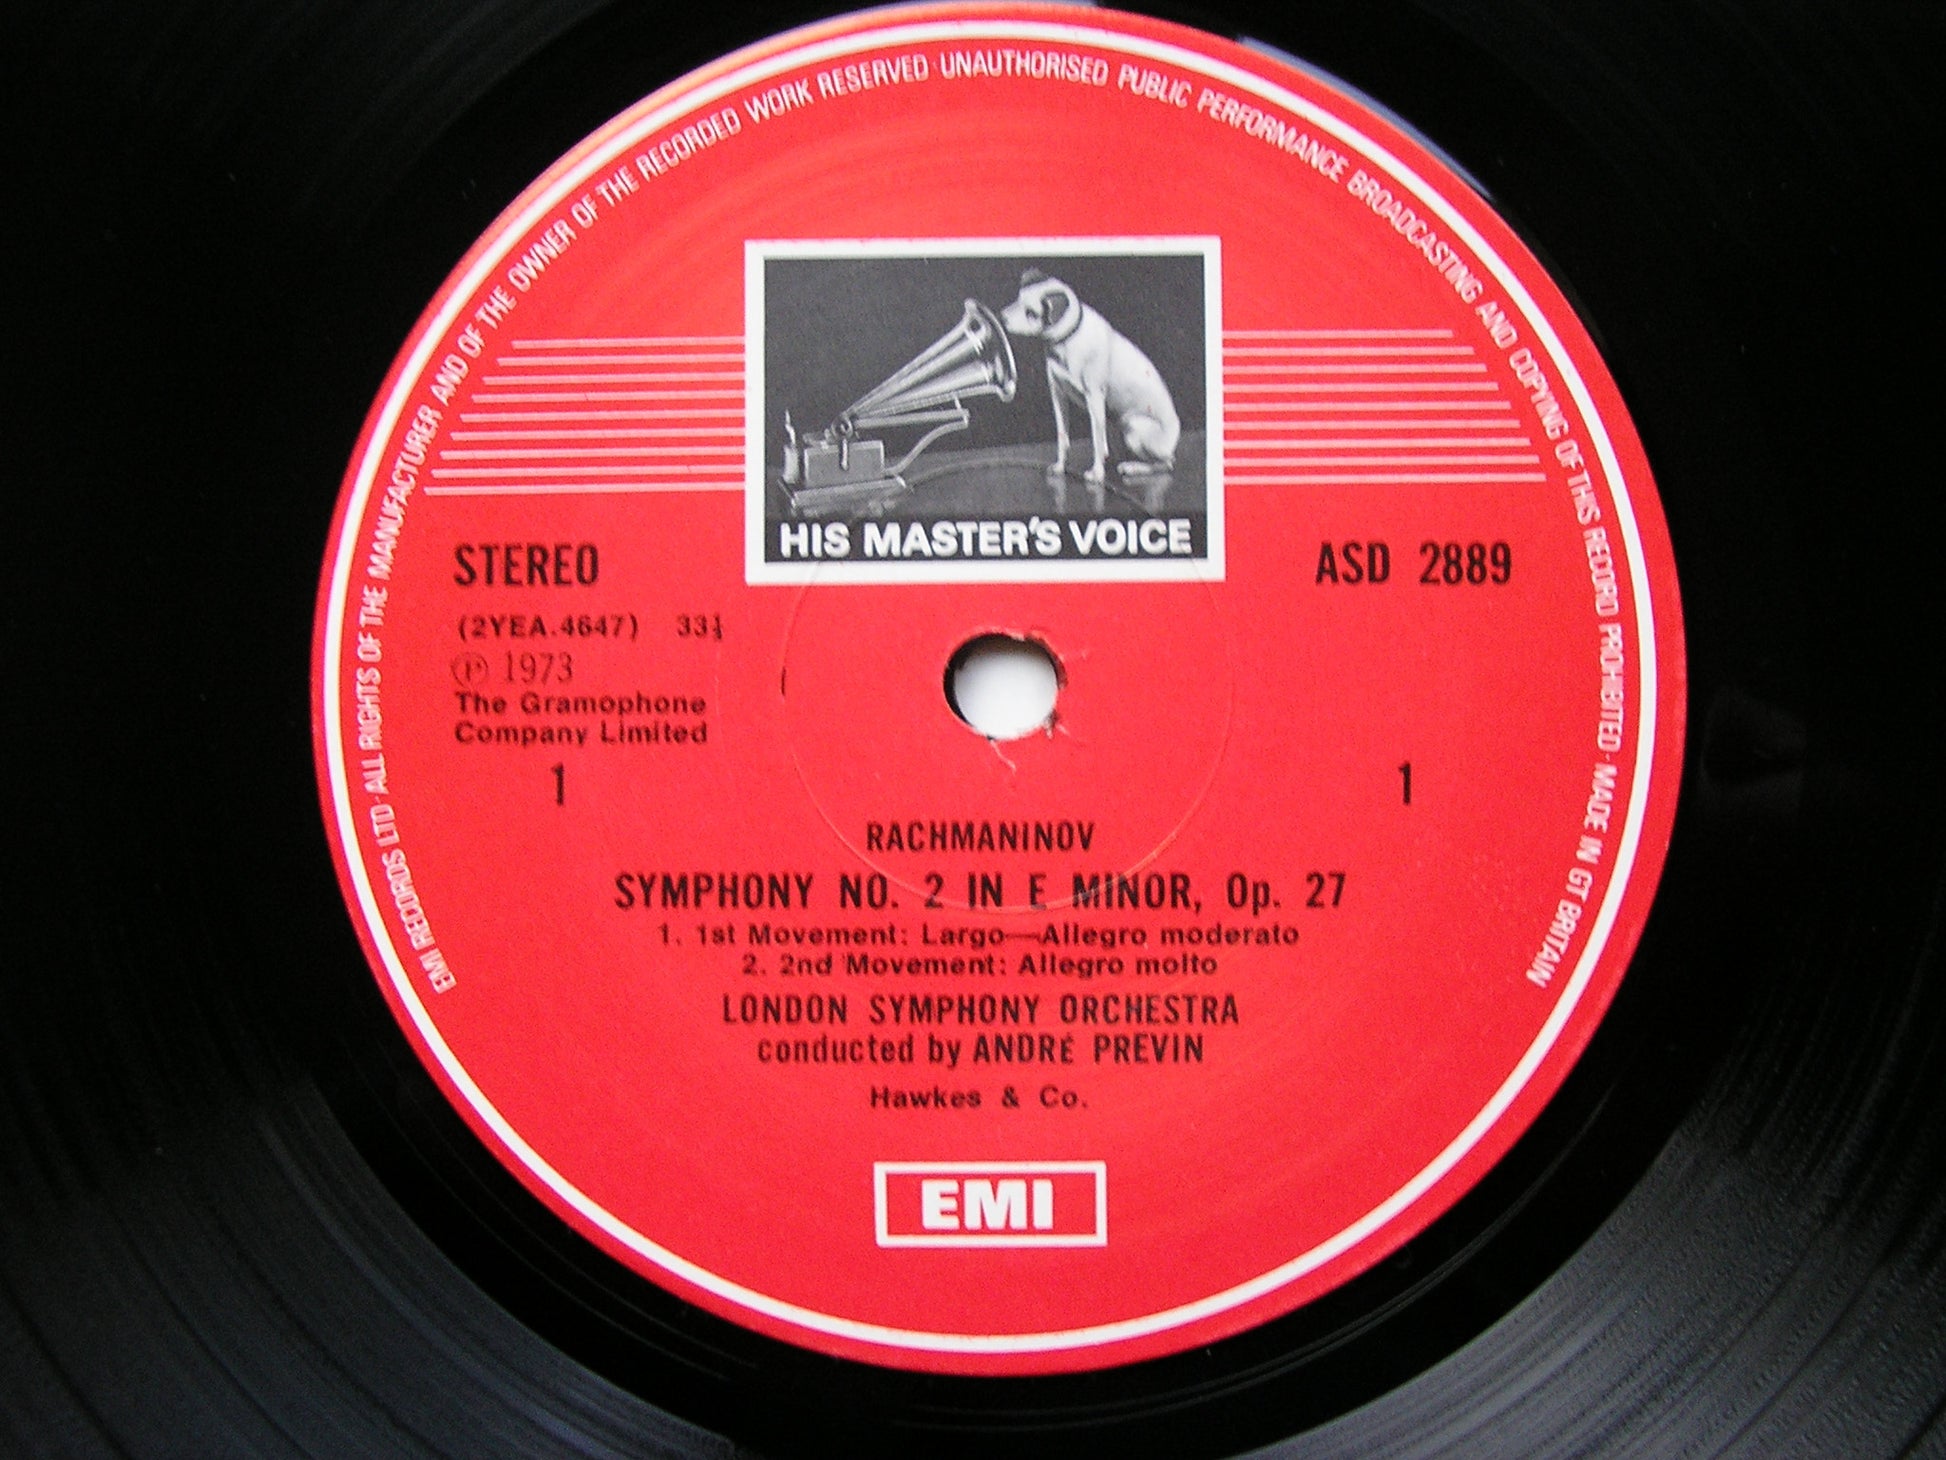 EMI RECORDS LTD·ALL RIGHTS OF THE MANUFACTURER AND OF THE OWNER OF THE RECORDED WORK RESERVED UNAUTHORISED PUBLIC PERFORMANCE BROADCASTING AND COPYING OF THIS RECORD PROHIBITED·MADE IN GT BRITAIN
HIS MASTER'S VOICE
STEREO
ASD 2889
(2YEA.4647) 33⅓
℗ 1973
The Gramophone
Company Limited
1
1
RACHMANINOV
SYMPHONY NO. 2 IN E MINOR, Op. 27
1. 1st Movement: Largo—Allegro moderato
2. 2nd Movement: Allegro molto
LONDON SYMPHONY ORCHESTRA
conducted by ANDRÉ PREVIN
Hawkes & Co.
EMI